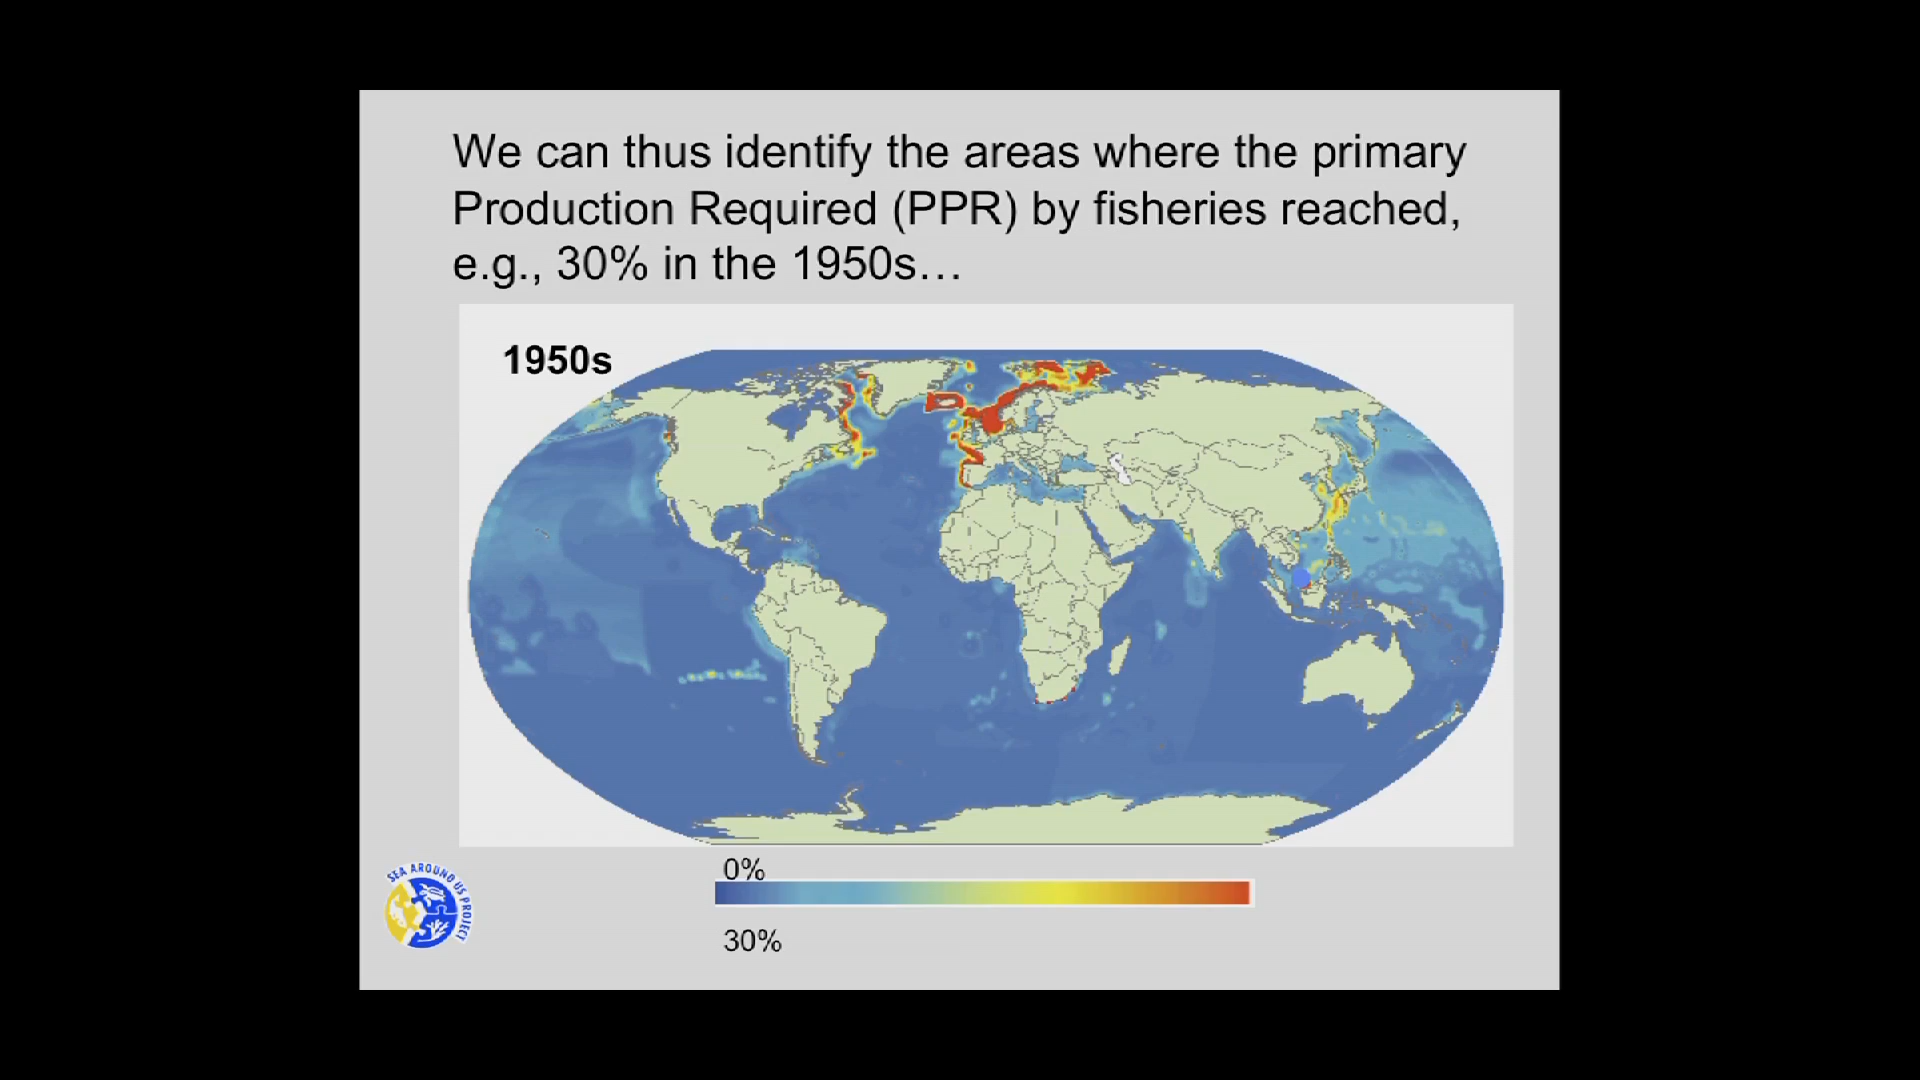 We can thus identify the areas where the primary
Production Required (PPR) by fisheries reached,
e.g., 30% in the 1950s…
1950s
0%
30%
SEA AROUND US PROJECT